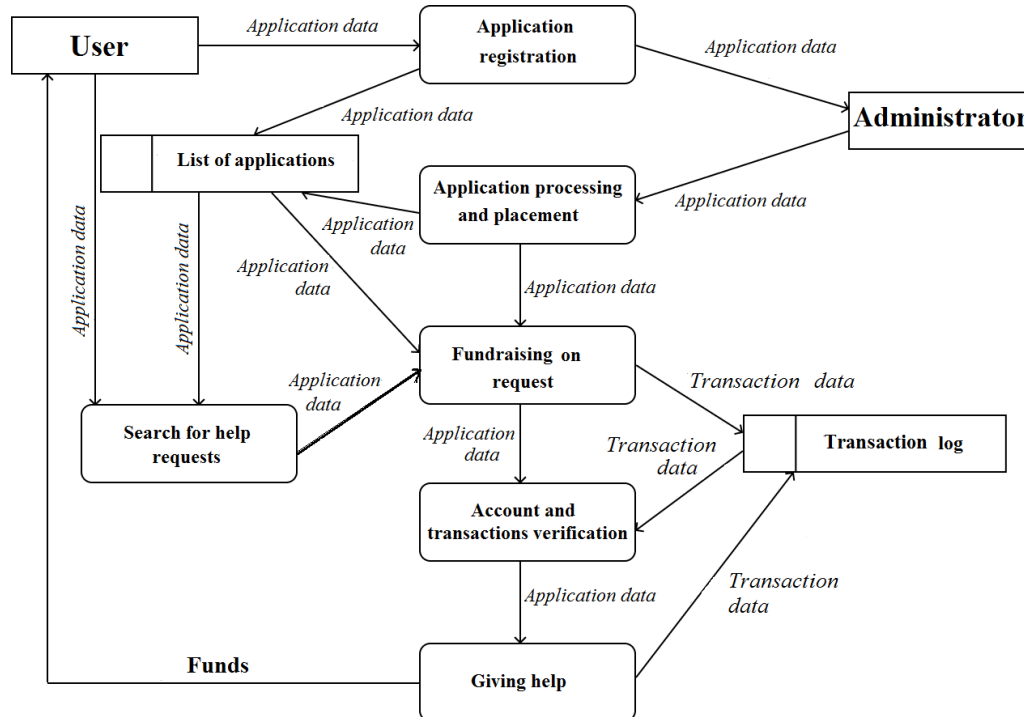 User
Application data
Application
registration
Application data
Application data
Administrator
List of applications
Application processing
and placement
Application data
Application
data
Application
data
Application data
Application data
Application data
Fundraising on
request
Application
data
Transaction data
Search for help
requests
Application
data
Transaction
data
Transaction log
Account and
transactions verification
Application data
Transaction
data
Funds
Giving help